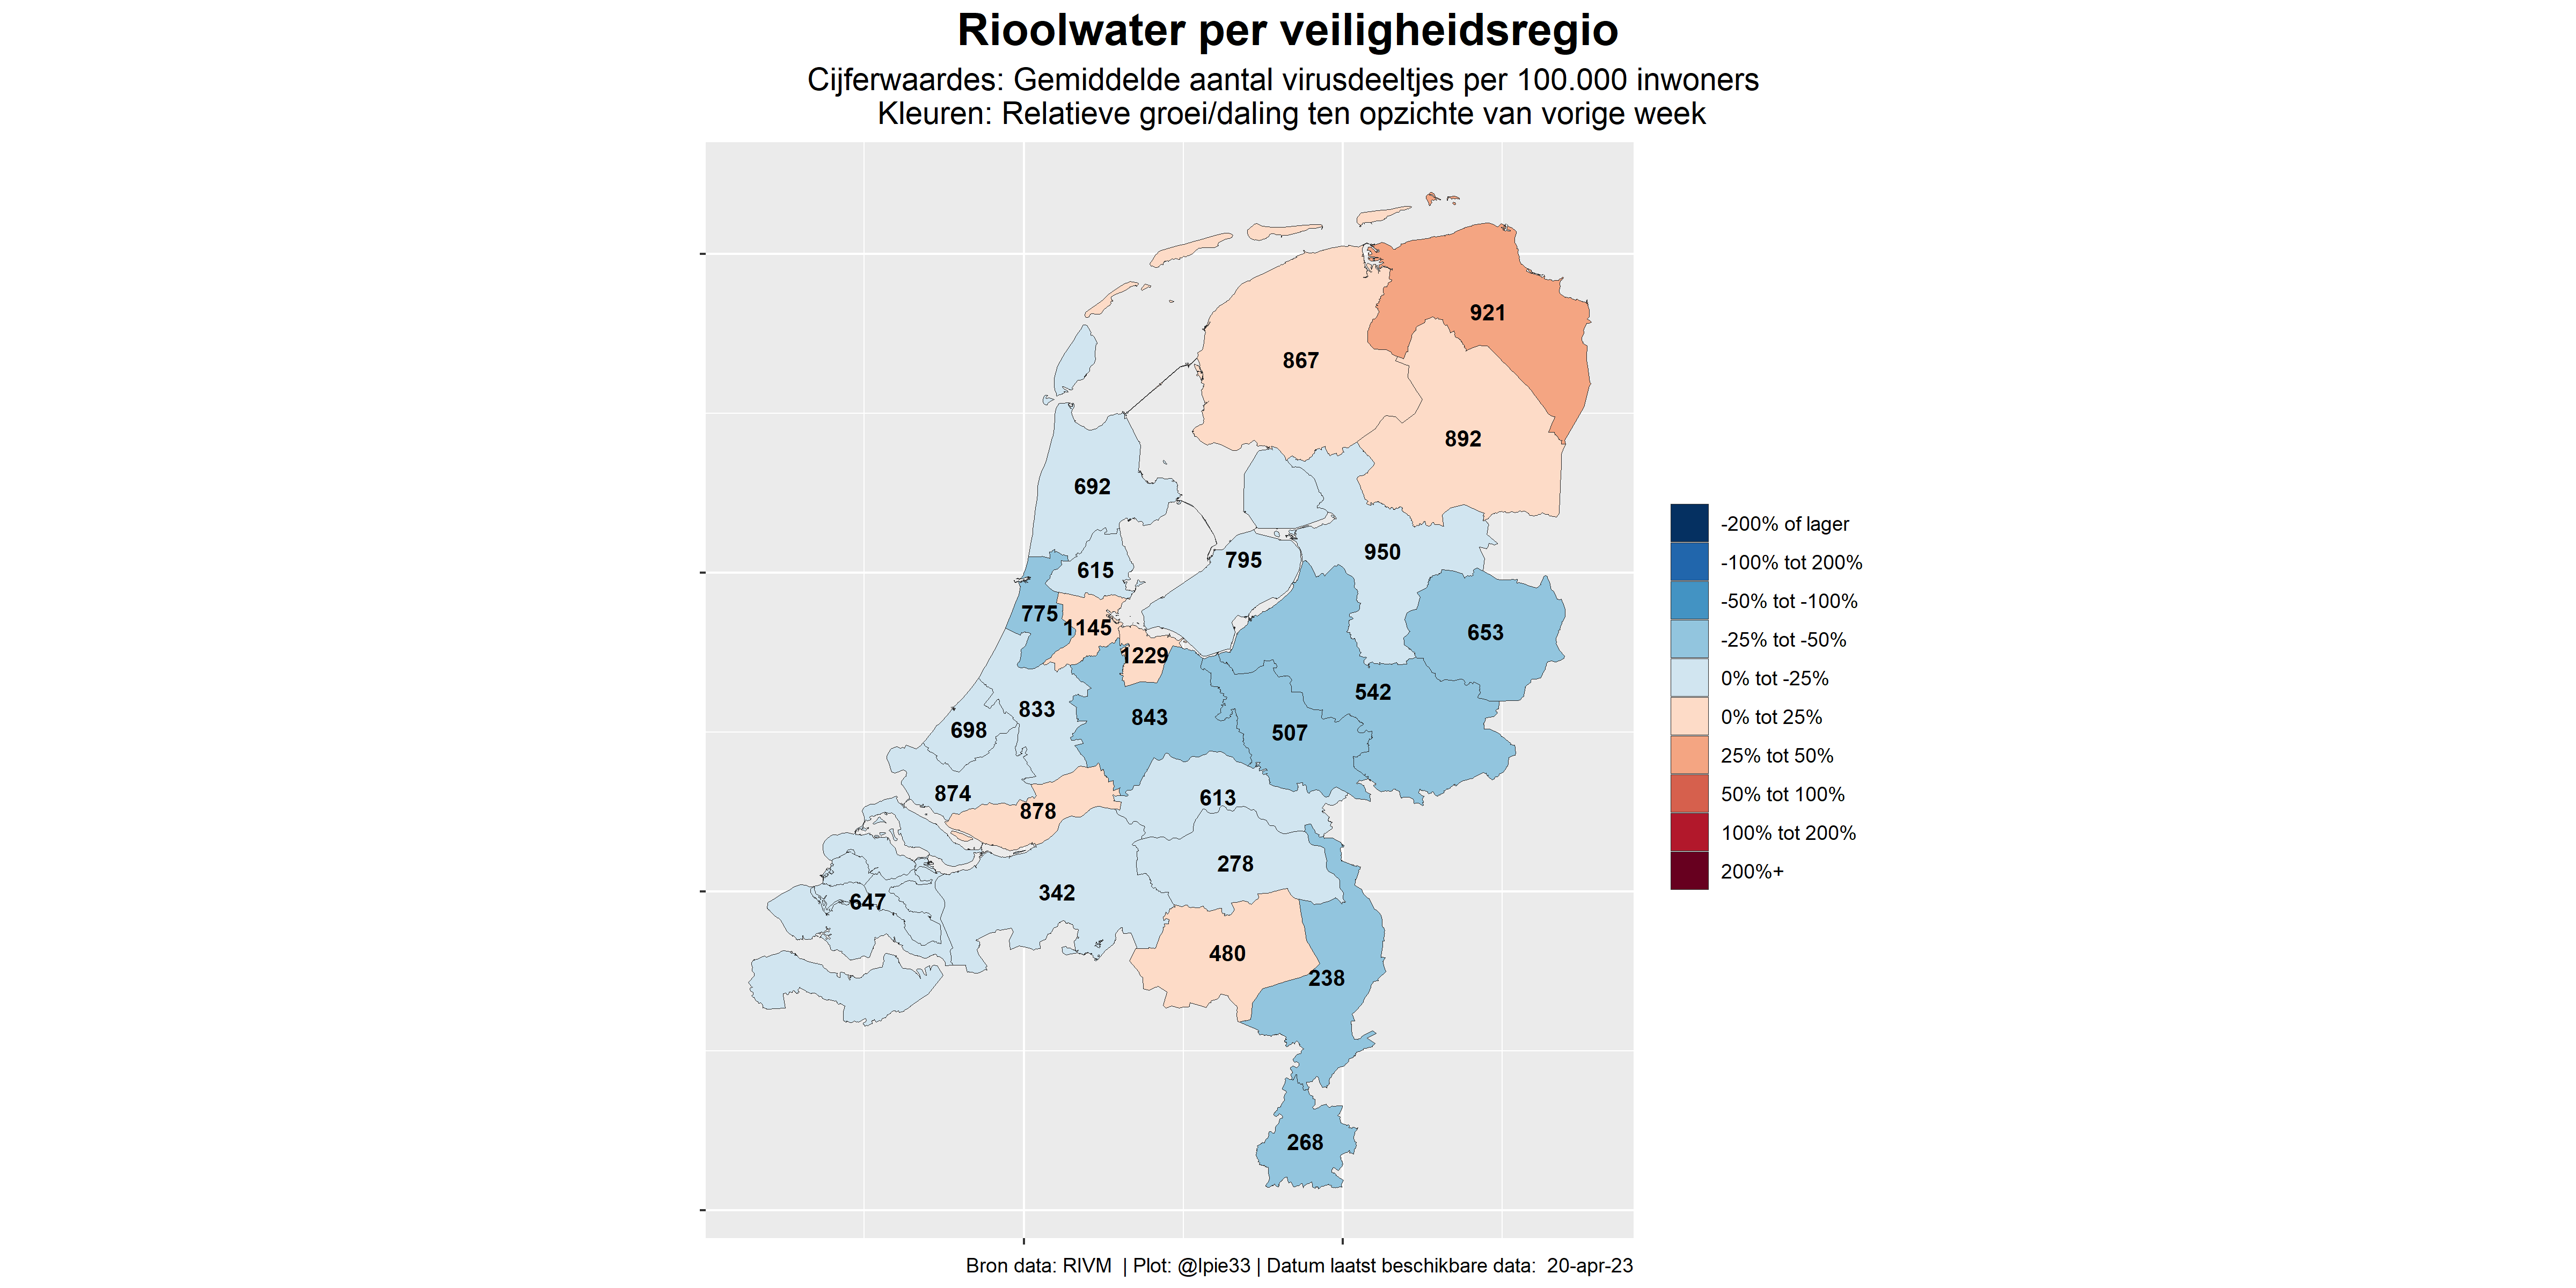 Rioolwater per veiligheidsregio
Cijferwaardes: Gemiddelde aantal virusdeeltjes per 100.000 inwoners
Kleuren: Relatieve groei/daling ten opzichte van vorige week
921
867
892
692
950
795
615
775
1145
653
1229
542
833
843
698
507
874
613
878
278
342
647
480
238
268
-200% of lager
-100% tot 200%
-50% tot -100%
-25% tot -50%
0% tot -25%
0% tot 25%
25% tot 50%
50% tot 100%
100% tot 200%
200%+
Bron data: RIVM | Plot: @lpie33 | Datum laatst beschikbare data: 20-apr-23